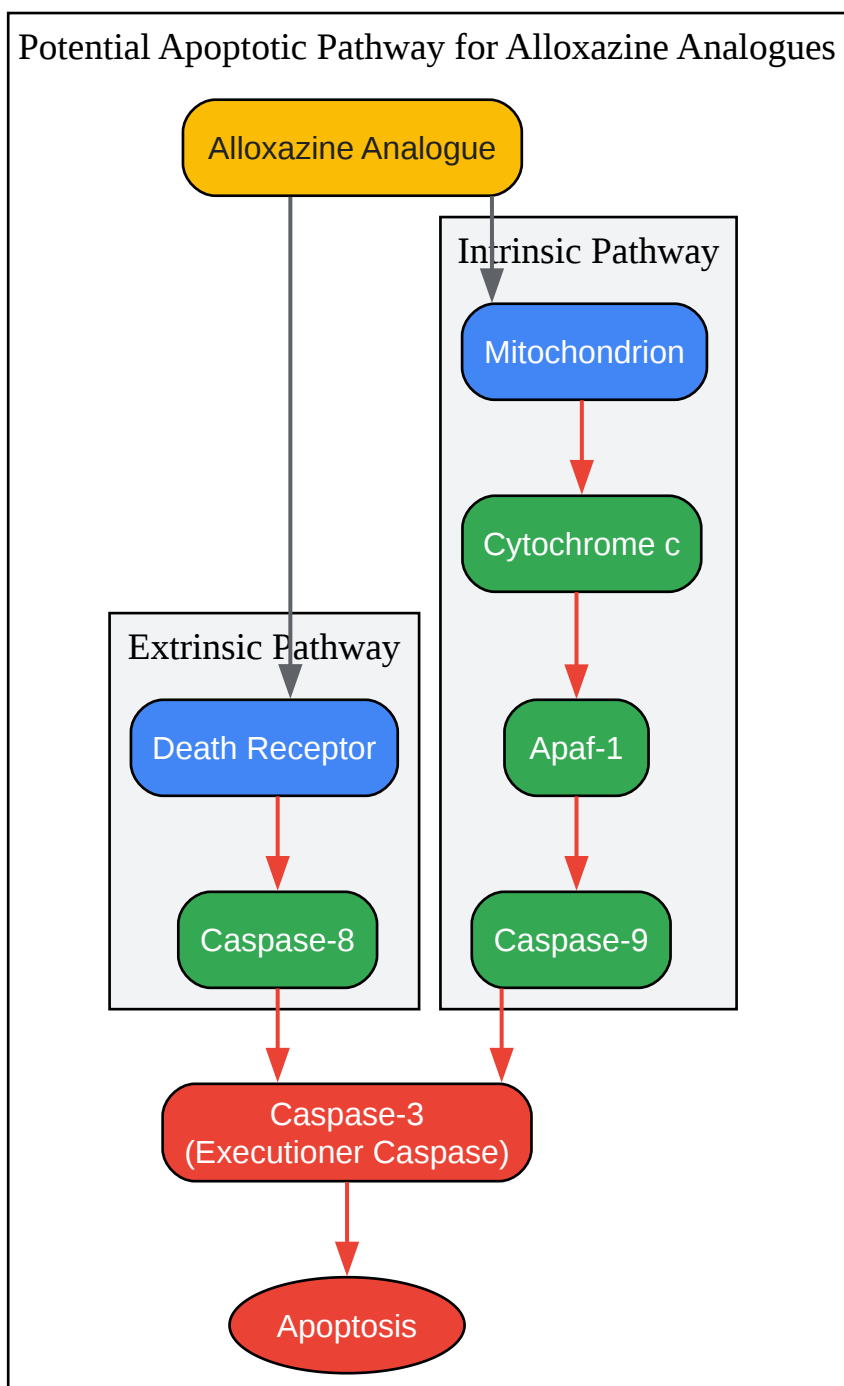 Potential Apoptotic Pathway for Alloxazine Analogues
Alloxazine Analogue
Intrinsic Pathway
Mitochondrion
Cytochrome c
Extrinsic Pathway
Death Receptor
Apaf-1
Caspase-8
Caspase-9
Caspase-3
(Executioner Caspase)
Apoptosis